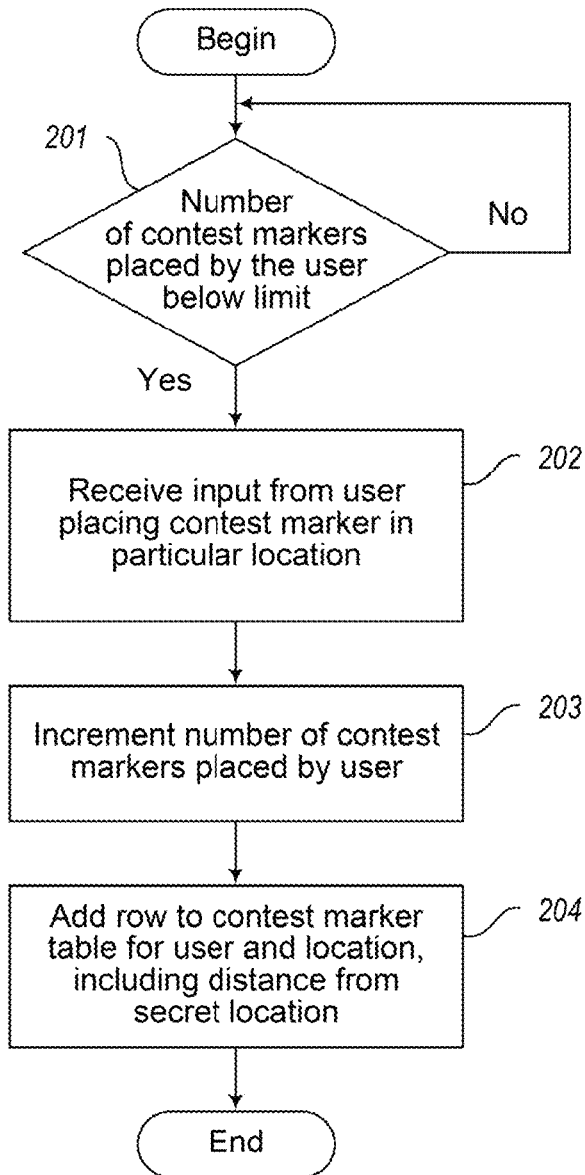 Begin
201
Number
of contest markers
placed by the user
below limit
No
Yes
202
Receive input from user
placing contest marker in
particular location
203
Increment number of contest
markers placed by user
204
Add row to contest marker
table for user and location,
including distance from
secret location
End